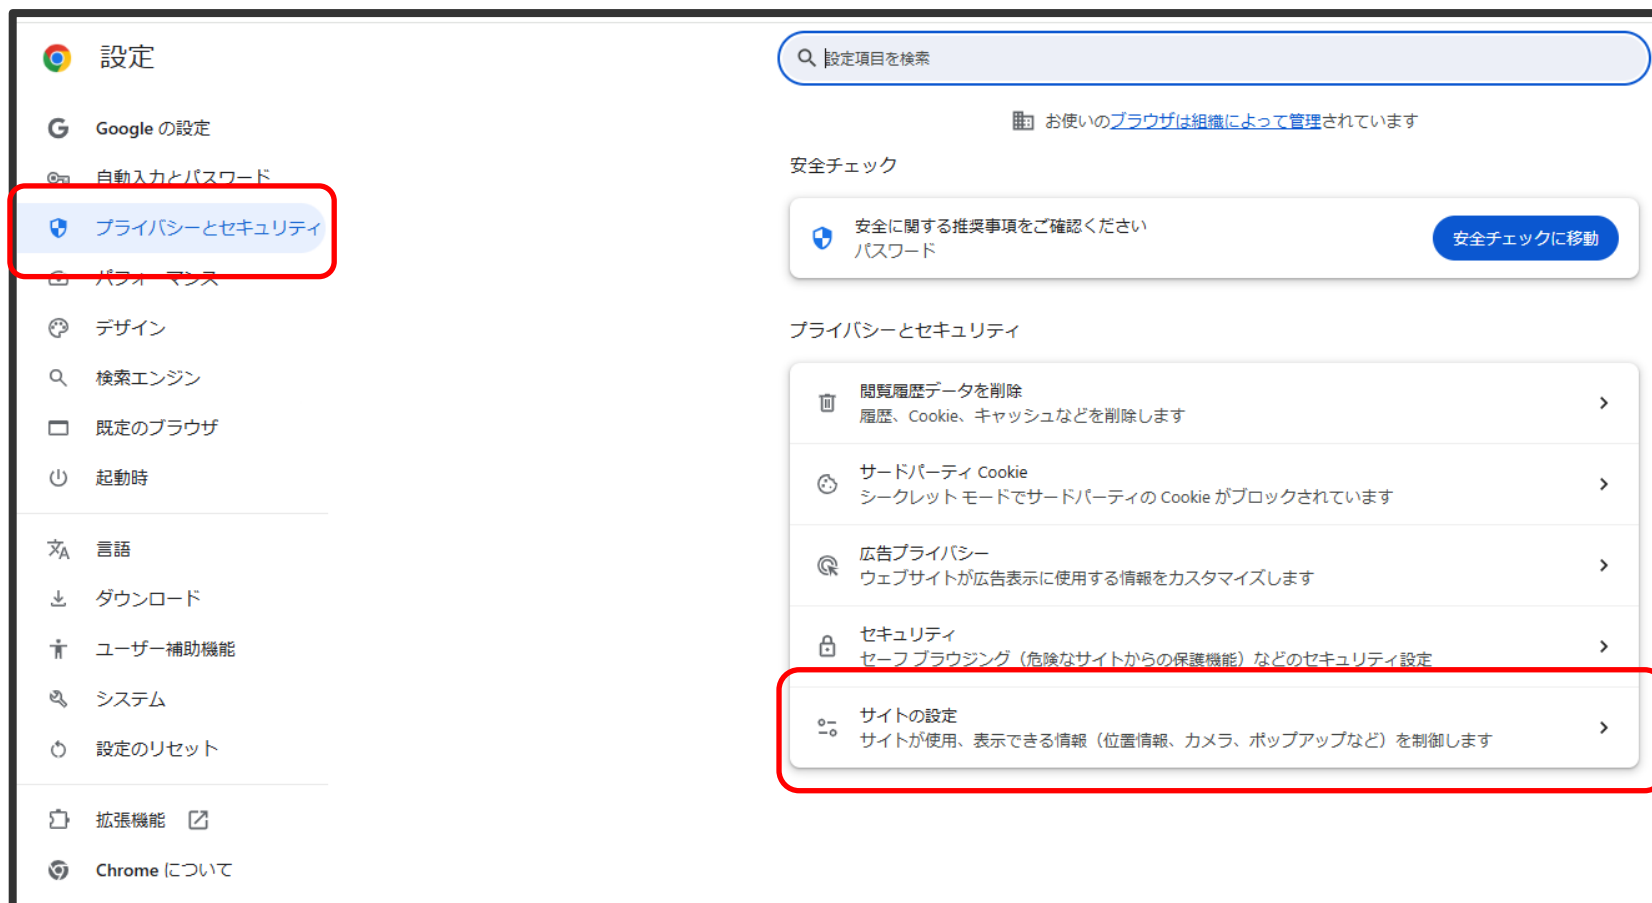 設定
設定項目を検索
Google の設定
自動入力とパスワード
プライバシーとセキュリティ
パフォーマンス
デザイン
検索エンジン
既定のブラウザ
起動時
言語
ダウンロード
ユーザー補助機能
システム
設定のリセット
拡張機能
Chrome について
お使いのブラウザは組織によって管理されています
安全チェック
安全に関する推奨事項をご確認ください
パスワード
安全チェックに移動
プライバシーとセキュリティ
閲覧履歴データを削除
履歴、Cookie、キャッシュなどを削除します
サードパーティ Cookie
シークレット モードでサードパーティの Cookie がブロックされています
広告プライバシー
ウェブサイトが広告表示に使用する情報をカスタマイズします
セキュリティ
セーフ ブラウジング（危険なサイトからの保護機能）などのセキュリティ設定
サイトの設定
サイトが使用、表示できる情報（位置情報、カメラ、ポップアップなど）を制御します